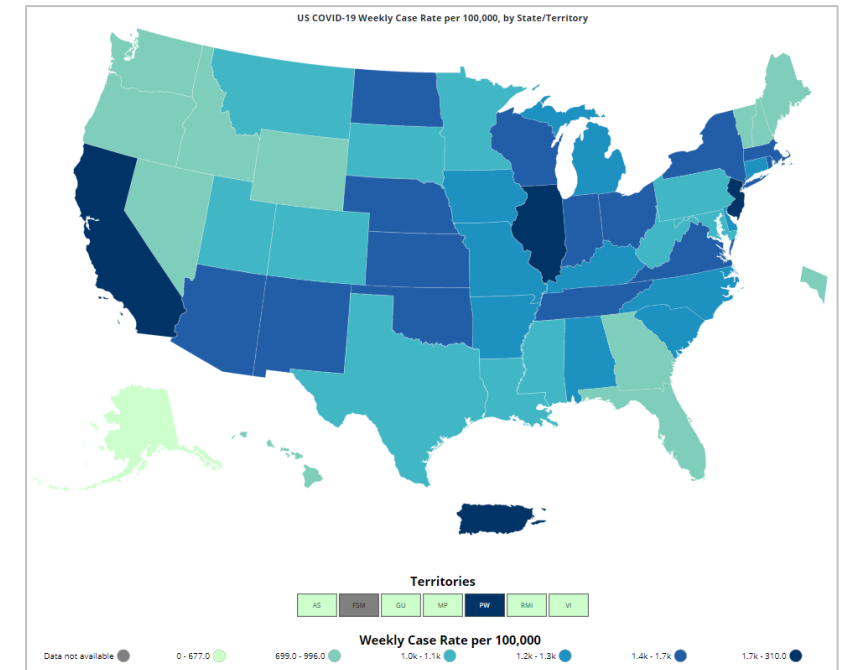 US COVID-19 Weekly Case Rate per 100,000, by State/Territory
Territories
AS FSM GU MP PW RMI VI
Weekly Case Rate per 100,000
Data not available 0 - 677.0 699.0 - 996.0 1.0k - 1.1k 1.2k - 1.3k 1.4k - 1.7k 1.7k - 310.0